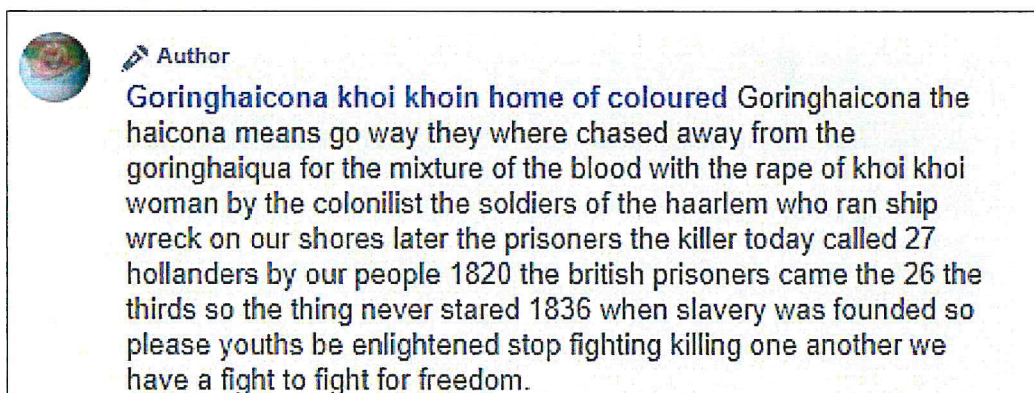 Author
Goringhaicona khoi khoin home of coloured Goringhaicona the
haicona means go way they where chased away from the
goringhaiqua for the mixture of the blood with the rape of khoi khoi
woman by the colonilist the soldiers of the haarlem who ran ship
wreck on our shores later the prisoners the killer today called 27
hollanders by our people 1820 the british prisoners came the 26 the
thirds so the thing never stared 1836 when slavery was founded so
please youths be enlightened stop fighting killing one another we
have a fight to fight for freedom.